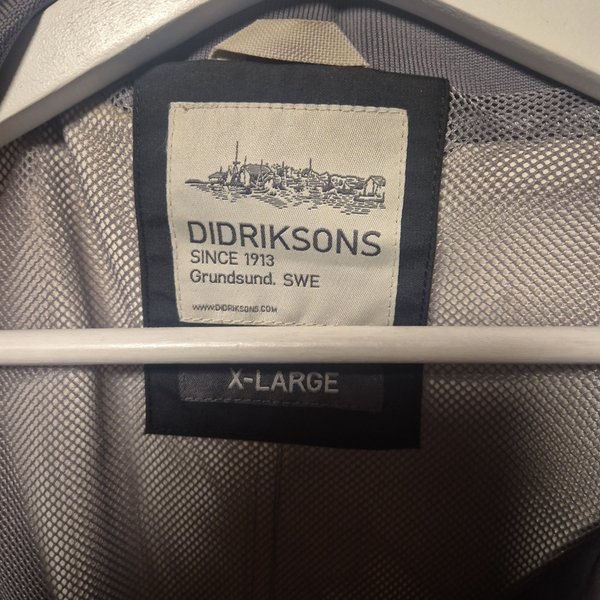 DIDRIKSONS
SINCE 1913
Grundsund. SWE
WWW.DIDRIKSONS.COM
X-LARGE